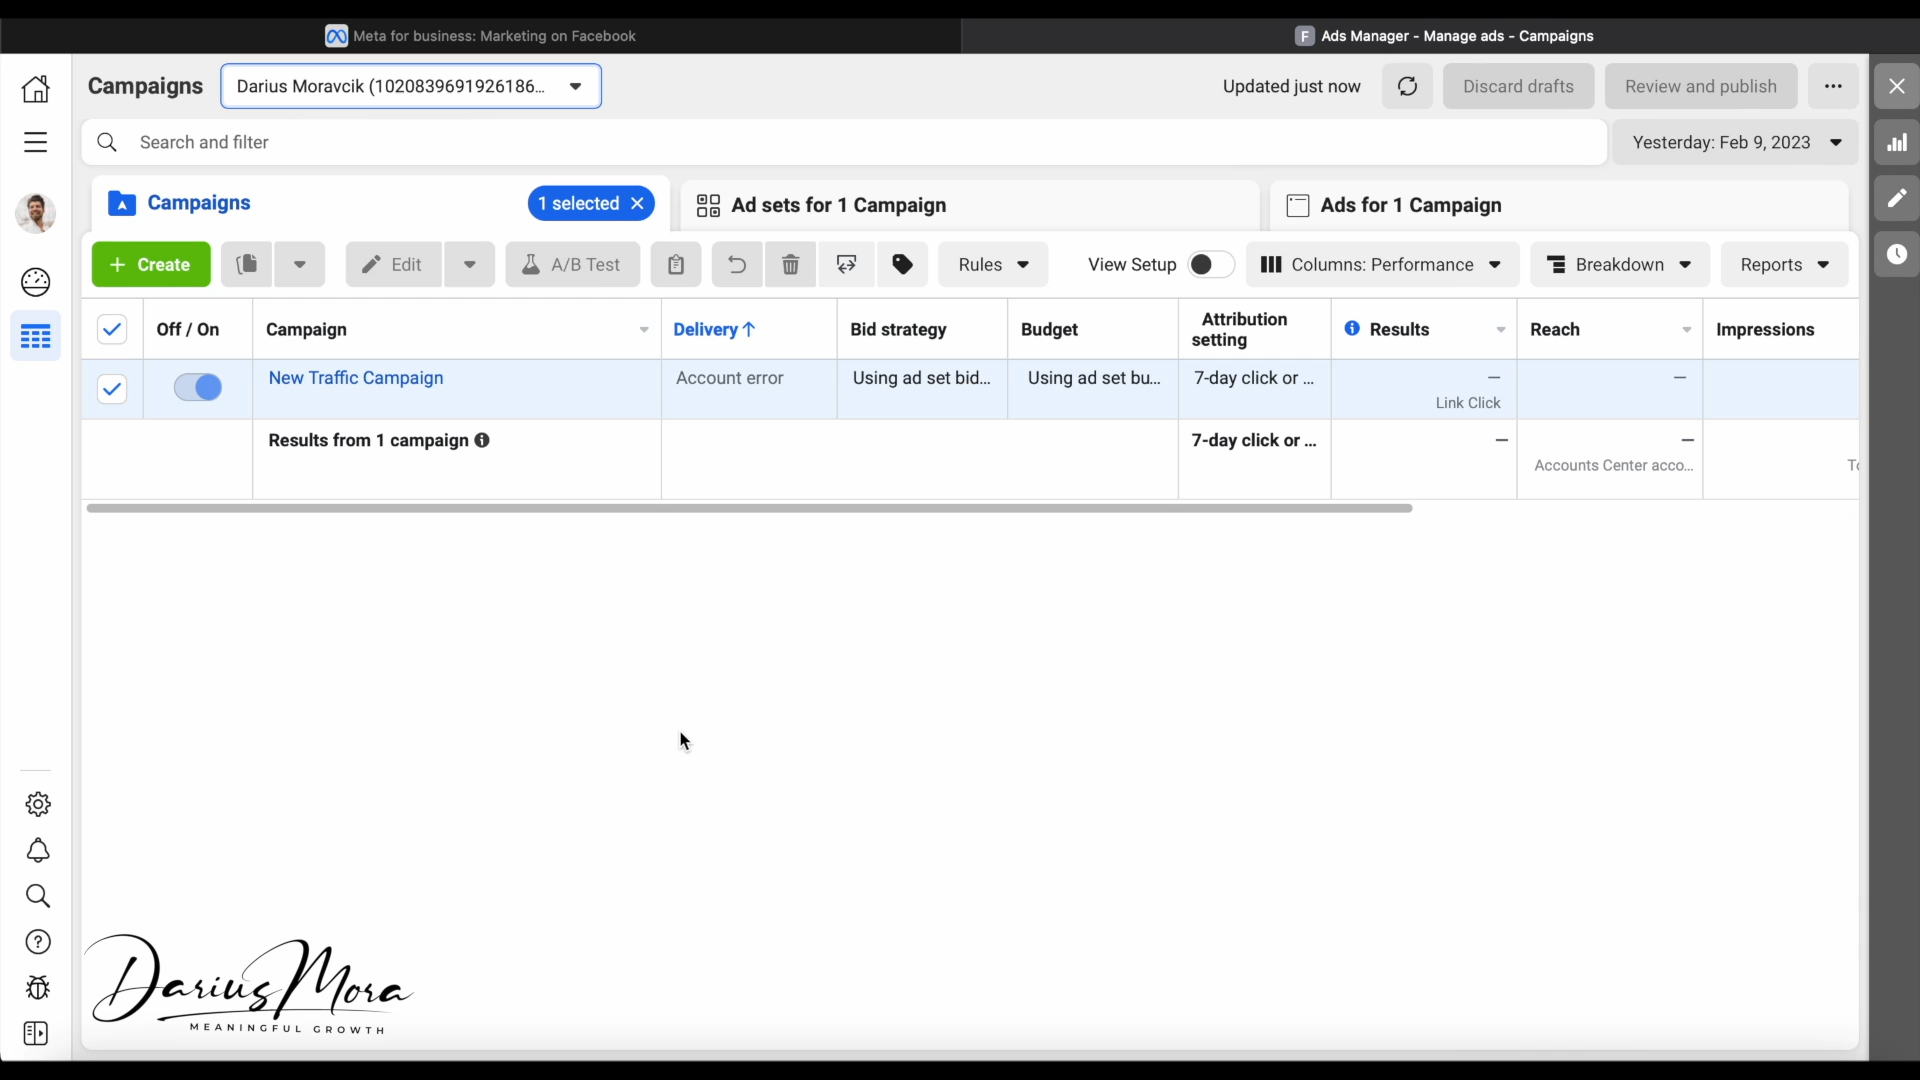 Meta for business: Marketing on Facebook
F Ads Manager - Manage ads - Campaigns
Campaigns
Darius Moravcik (1020839691926186...
Updated just now
Discard drafts
Review and publish
Search and filter
Yesterday: Feb 9, 2023
Campaigns
1 selected
Ad sets for 1 Campaign
Ads for 1 Campaign
+ Create
Edit
A/B Test
Rules
View Setup
Columns: Performance
Breakdown
Reports
Off / On
Campaign
Delivery ↑
Bid strategy
Budget
Attribution
setting
Results
Reach
Impressions
New Traffic Campaign
Account error
Using ad set bid...
Using ad set bu...
7-day click or ...
—
Link Click
—
Results from 1 campaign
7-day click or ...
—
—
Accounts Center acco...
To
Darius Mora
MEANINGFUL GROWTH